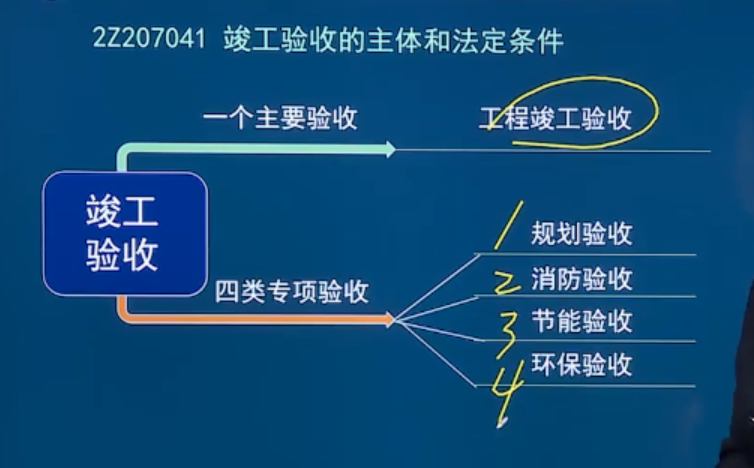 2Z207041 竣工验收的主体和法定条件
一个主要验收
工程竣工验收
竣工
验收
四类专项验收
1 规划验收
2 消防验收
3 节能验收
4 环保验收